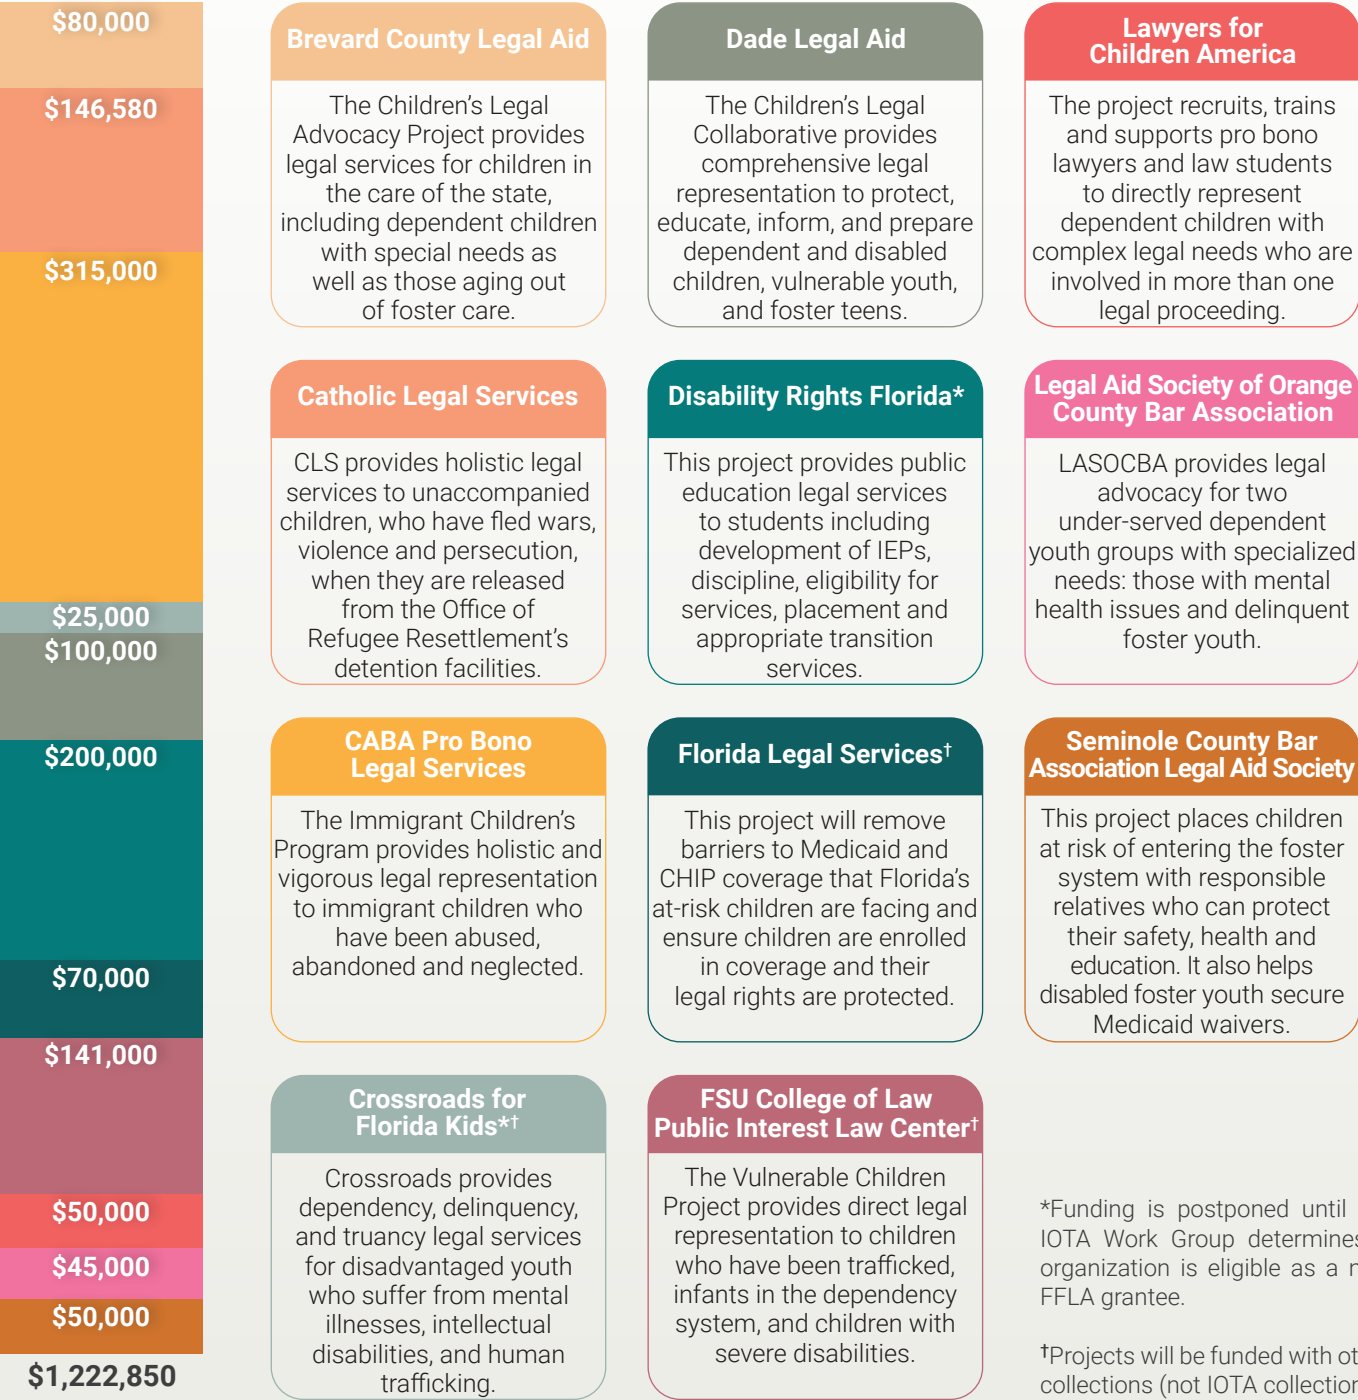 $80,000
$146,580
$315,000
$25,000
$100,000
$200,000
$70,000
$141,000
$50,000
$45,000
$50,000
$1,222,850
Brevard County Legal Aid
The Children's Legal
Advocacy Project provides
legal services for children in
the care of the state,
including dependent children
with special needs as
well as those aging out
of foster care.
Catholic Legal Services
CLS provides holistic legal
services to unaccompanied
children, who have fled wars,
violence and persecution,
when they are released
from the Office of
Refugee Resettlement's
detention facilities.
CABA Pro Bono
Legal Services
The Immigrant Children's
Program provides holistic and
vigorous legal representation
to immigrant children who
have been abused,
abandoned and neglected.
Crossroads for
Florida Kids*†
Crossroads provides
dependency, delinquency,
and truancy legal services
for disadvantaged youth
who suffer from mental
illnesses, intellectual
disabilities, and human
trafficking.
Dade Legal Aid
The Children's Legal
Collaborative provides
comprehensive legal
representation to protect,
educate, inform, and prepare
dependent and disabled
children, vulnerable youth,
and foster teens.
Disability Rights Florida*
This project provides public
education legal services
to students including
development of IEPs,
discipline, eligibility for
services, placement and
appropriate transition
services.
Florida Legal Services†
This project will remove
barriers to Medicaid and
CHIP coverage that Florida's
at-risk children are facing and
ensure children are enrolled
in coverage and their
legal rights are protected.
FSU College of Law
Public Interest Law Center†
The Vulnerable Children
Project provides direct legal
representation to children
who have been trafficked,
infants in the dependency
system, and children with
severe disabilities.
Lawyers for
Children America
The project recruits, trains
and supports pro bono
lawyers and law students
to directly represent
dependent children with
complex legal needs who are
involved in more than one
legal proceeding.
Legal Aid Society of Orange
County Bar Association
LASOCBA provides legal
advocacy for two
under-served dependent
youth groups with specialized
needs: those with mental
health issues and delinquent
foster youth.
Seminole County Bar
Association Legal Aid Society
This project places children
at risk of entering the foster
system with responsible
relatives who can protect
their safety, health and
education. It also helps
disabled foster youth secure
Medicaid waivers.
*Funding is postponed until
IOTA Work Group determines
organization is eligible as a
FFLA grantee.
†Projects will be funded with
collections (not IOTA